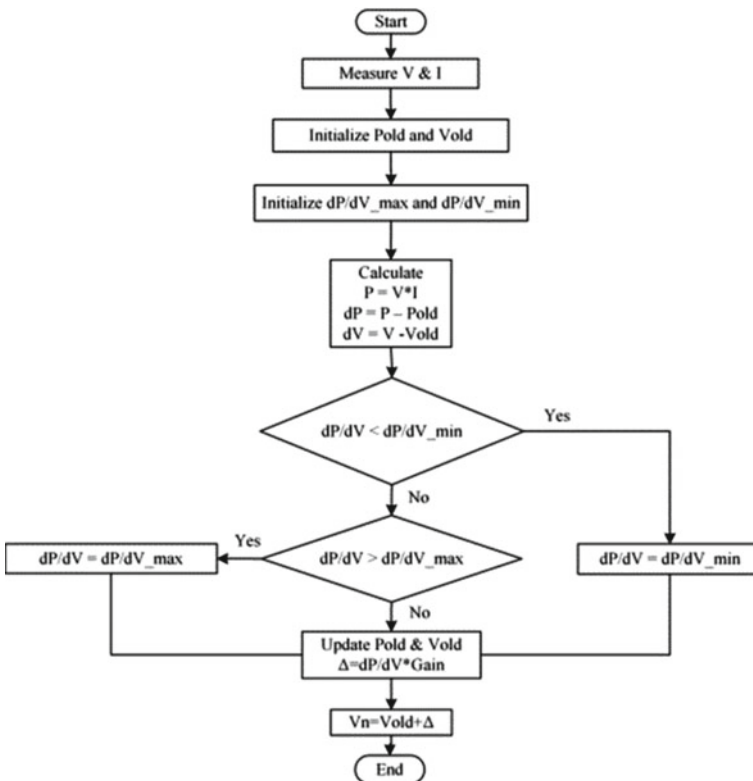 Start
Measure V & I
Initialize Pold and Vold
Initialize dP/dV_max and dP/dV_min
Calculate
P = V*I
dP = P – Pold
dV = V -Vold
dP/dV < dP/dV_min
Yes
No
dP/dV > dP/dV_max
Yes
dP/dV = dP/dV_max
dP/dV = dP/dV_min
No
Update Pold & Vold
Δ=dP/dV*Gain
Vn=Vold+Δ
End